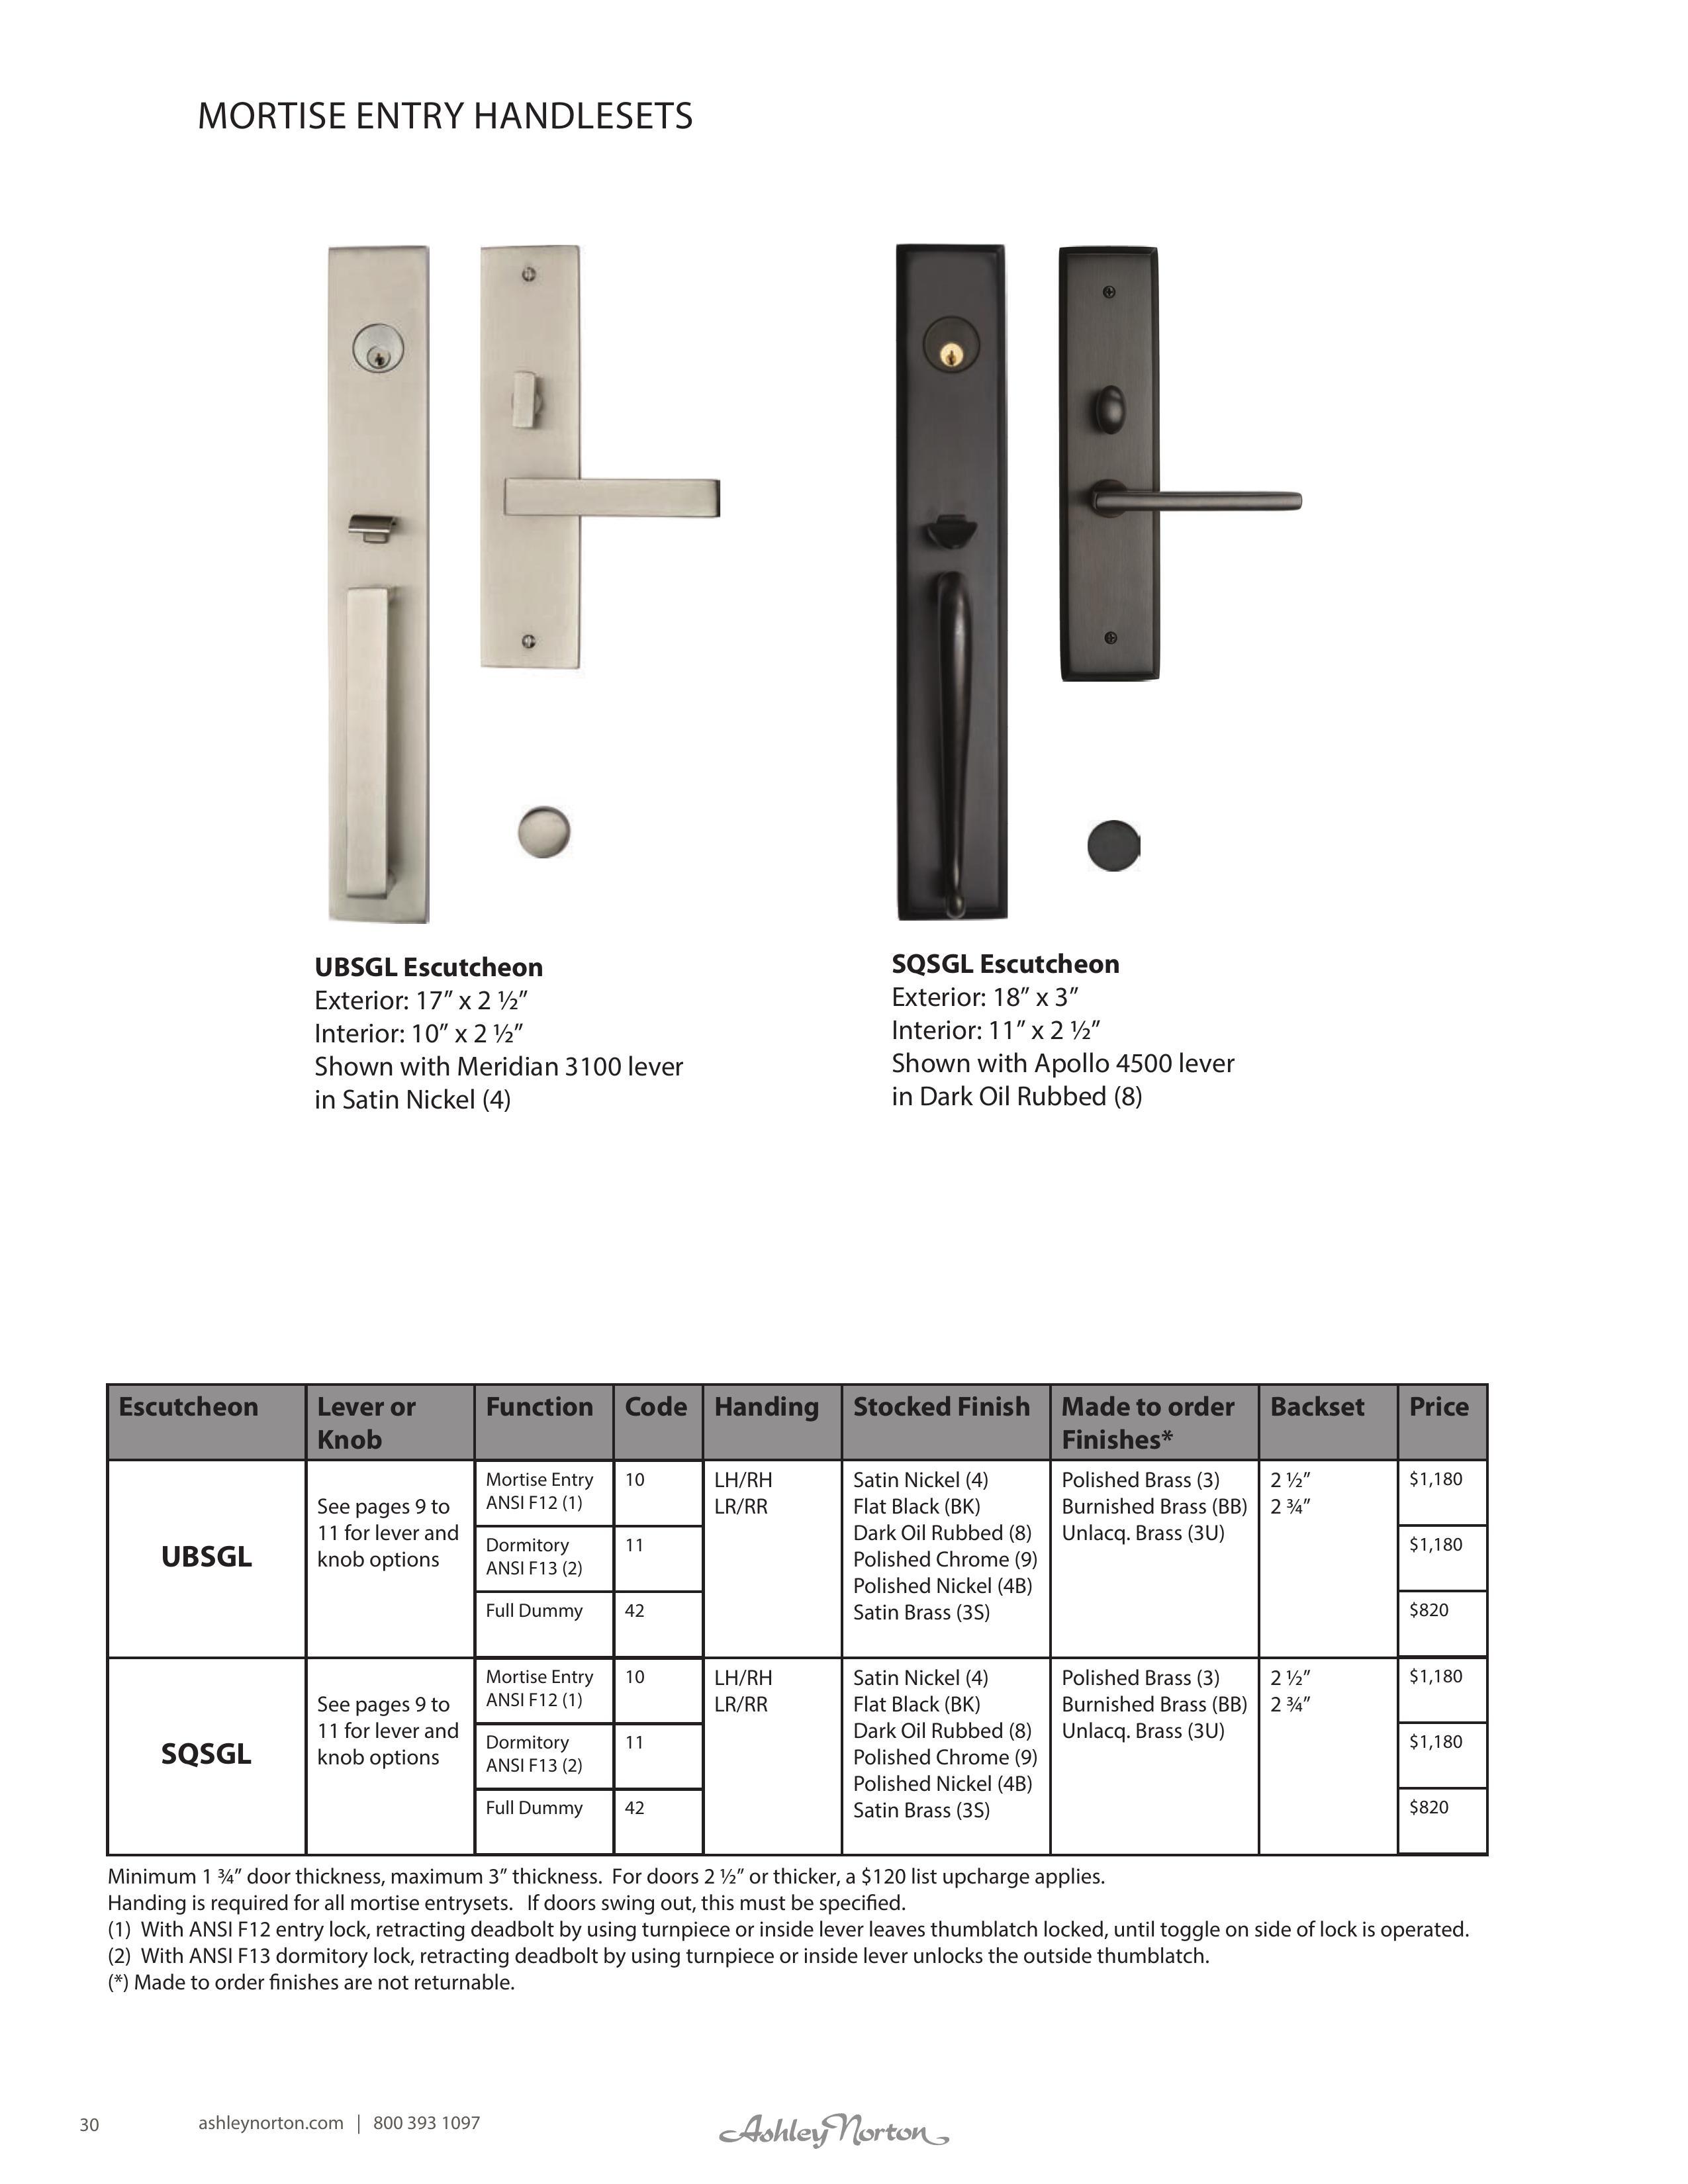 MORTISE ENTRY HANDLESETS
UBSGL Escutcheon
Exterior: 17” x 2 ½”
Interior: 10” x 2 ½”
Shown with Meridian 3100 lever
in Satin Nickel (4)
SQSGL Escutcheon
Exterior: 18” x 3”
Interior: 11” x 2 ½”
Shown with Apollo 4500 lever
in Dark Oil Rubbed (8)
Escutcheon
Lever or
Knob
Function
Code
Handing
Stocked Finish
Made to order
Finishes*
Backset
Price
UBSGL
See pages 9 to
11 for lever and
knob options
Mortise Entry
ANSI F12 (1)
10
Dormitory
ANSI F13 (2)
11
Full Dummy
42
LH/RH
LR/RR
Satin Nickel (4)
Flat Black (BK)
Dark Oil Rubbed (8)
Polished Chrome (9)
Polished Nickel (4B)
Satin Brass (3S)
Polished Brass (3)
Burnished Brass (BB)
Unlacq. Brass (3U)
2 ½”
2 ¾”
$1,180
$1,180
$820
SQSGL
See pages 9 to
11 for lever and
knob options
Mortise Entry
ANSI F12 (1)
10
Dormitory
ANSI F13 (2)
11
Full Dummy
42
LH/RH
LR/RR
Satin Nickel (4)
Flat Black (BK)
Dark Oil Rubbed (8)
Polished Chrome (9)
Polished Nickel (4B)
Satin Brass (3S)
Polished Brass (3)
Burnished Brass (BB)
Unlacq. Brass (3U)
2 ½”
2 ¾”
$1,180
$1,180
$820
Minimum 1 ¾” door thickness, maximum 3” thickness. For doors 2 ½” or thicker, a $120 list upcharge applies.
Handing is required for all mortise entrysets. If doors swing out, this must be specified.
(1) With ANSI F12 entry lock, retracting deadbolt by using turnpiece or inside lever leaves thumblatch locked, until toggle on side of lock is operated.
(2) With ANSI F13 dormitory lock, retracting deadbolt by using turnpiece or inside lever unlocks the outside thumblatch.
(*) Made to order finishes are not returnable.
30
ashleynorton.com | 800 393 1097
Ashley Norton